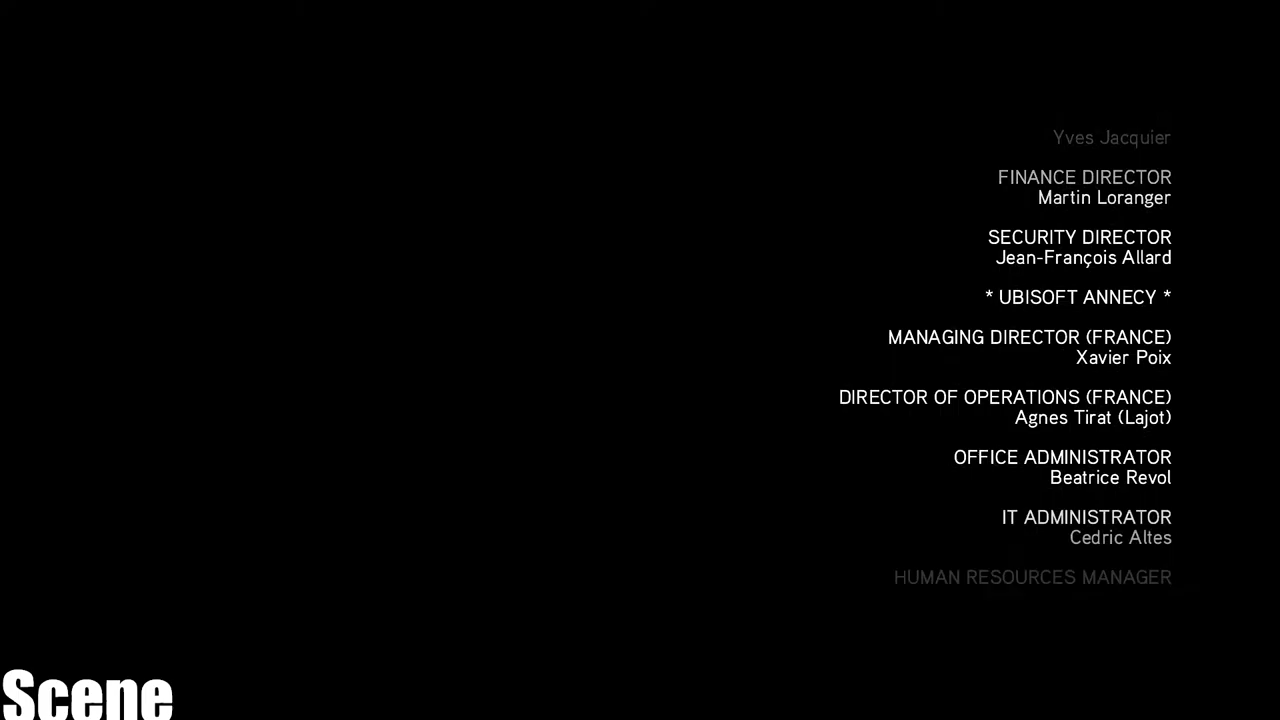 Yves Jacquier
FINANCE DIRECTOR
Martin Loranger
SECURITY DIRECTOR
Jean-François Allard
* UBISOFT ANNECY *
MANAGING DIRECTOR (FRANCE)
Xavier Poix
DIRECTOR OF OPERATIONS (FRANCE)
Agnes Tirat (Lajot)
OFFICE ADMINISTRATOR
Beatrice Revol
IT ADMINISTRATOR
Cedric Altes
HUMAN RESOURCES MANAGER
Scene